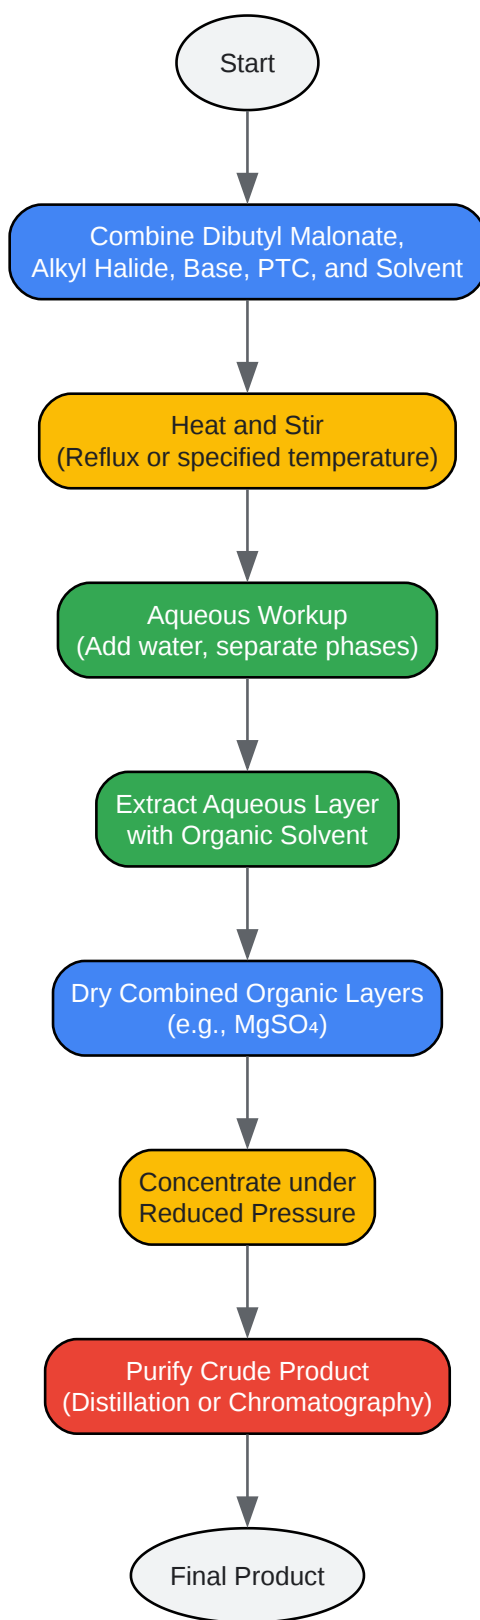 Start
Combine Dibutyl Malonate,
Alkyl Halide, Base, PTC, and Solvent
Heat and Stir
(Reflux or specified temperature)
Aqueous Workup
(Add water, separate phases)
Extract Aqueous Layer
with Organic Solvent
Dry Combined Organic Layers
(e.g., MgSO₄)
Concentrate under
Reduced Pressure
Purify Crude Product
(Distillation or Chromatography)
Final Product